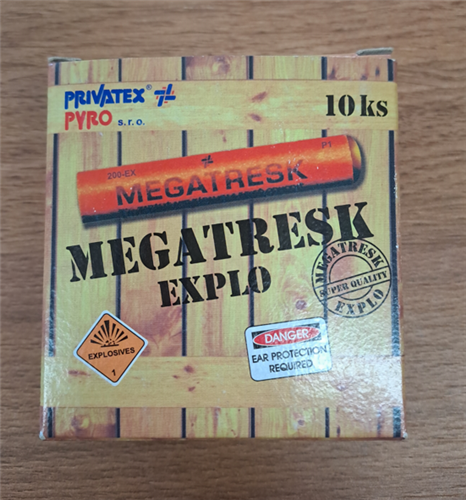 PRIVATEX®
PYRO s.r.o.
10 ks
200-EX
P1
MEGATRESK
MEGATRESK
EXPLO
MEGATRESK
SUPER QUALITY
EXPLO
EXPLOSIVES
1
DANGER
EAR PROTECTION
REQUIRED